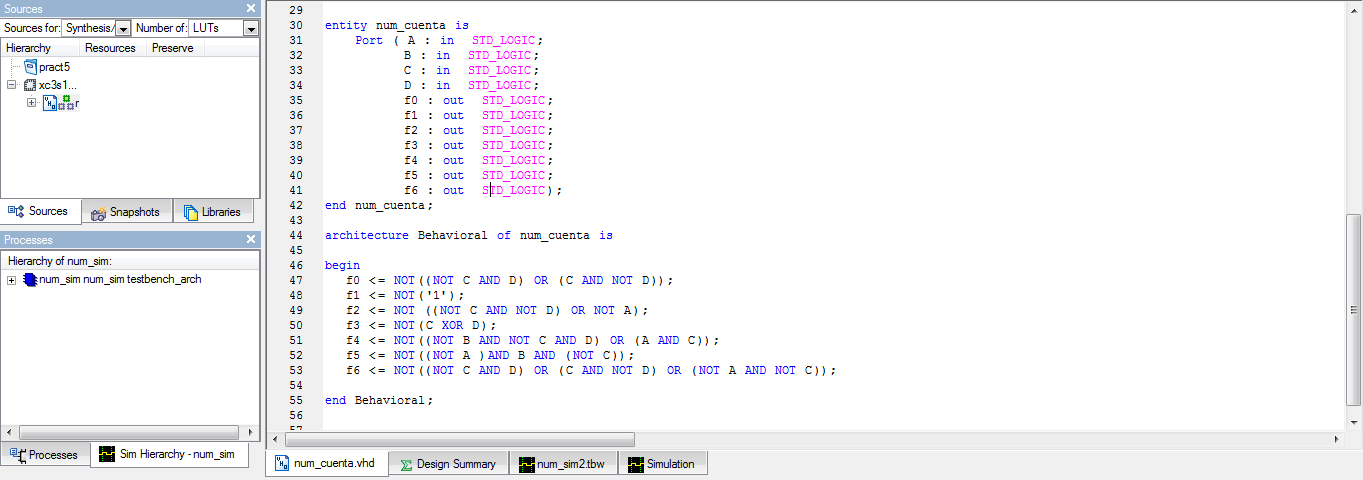 Sources
Sources for: Synthesis/ Number of: LUTs
Hierarchy Resources Preserve
pract5
xc3s1...
r
Sources Snapshots Libraries
Processes
Hierarchy of num_sim:
num_sim num_sim testbench_arch
Processes Sim Hierarchy - num_sim
29
30 entity num_cuenta is
31 Port ( A : in STD_LOGIC;
32 B : in STD_LOGIC;
33 C : in STD_LOGIC;
34 D : in STD_LOGIC;
35 f0 : out STD_LOGIC;
36 f1 : out STD_LOGIC;
37 f2 : out STD_LOGIC;
38 f3 : out STD_LOGIC;
39 f4 : out STD_LOGIC;
40 f5 : out STD_LOGIC;
41 f6 : out STD_LOGIC);
42 end num_cuenta;
43
44 architecture Behavioral of num_cuenta is
45
46 begin
47 f0 <= NOT((NOT C AND D) OR (C AND NOT D));
48 f1 <= NOT('1');
49 f2 <= NOT ((NOT C AND NOT D) OR NOT A);
50 f3 <= NOT(C XOR D);
51 f4 <= NOT((NOT B AND NOT C AND D) OR (A AND C));
52 f5 <= NOT((NOT A )AND B AND (NOT C));
53 f6 <= NOT((NOT C AND D) OR (C AND NOT D) OR (NOT A AND NOT C));
54
55 end Behavioral;
56
57
num_cuenta.vhd Design Summary num_sim2.tbw Simulation